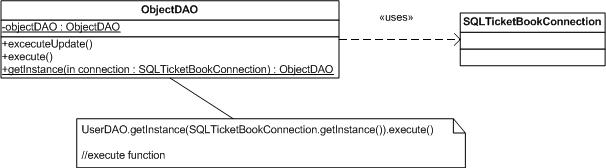 ObjectDAO
-objectDAO : ObjectDAO
+excecuteUpdate()
+execute()
+getInstance(in connection : SQLTicketBookConnection) : ObjectDAO
«uses»
SQLTicketBookConnection
UserDAO.getInstance(SQLTicketBookConnection.getInstance()).execute()
//execute function